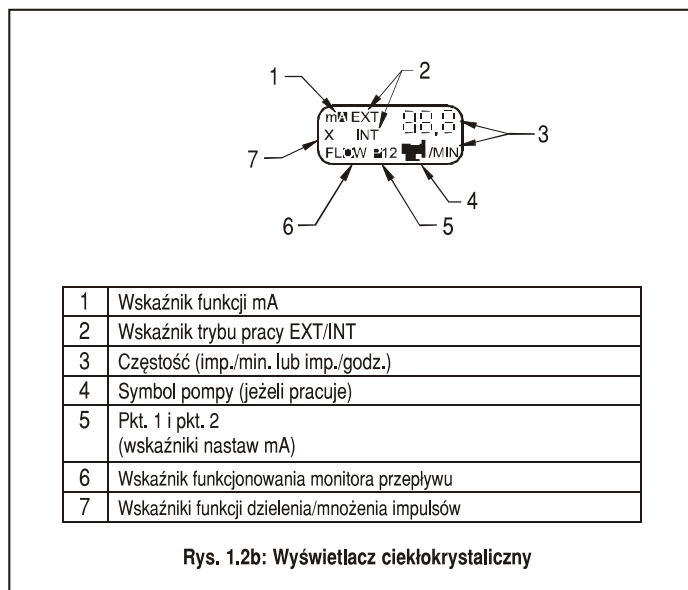 1
2
mA EXT 88,8
X INT
7
3
FLOW P12 /MIN
4
6
5
1 Wskaźnik funkcji mA
2 Wskaźnik trybu pracy EXT/INT
3 Częstość (imp./min. lub imp./godz.)
4 Symbol pompy (jeżeli pracuje)
5 Pkt. 1 i pkt. 2
(wskaźniki nastaw mA)
6 Wskaźnik funkcjonowania monitora przepływu
7 Wskaźniki funkcji dzielenia/mnożenia impulsów
Rys. 1.2b: Wyświetlacz ciekłokrystaliczny